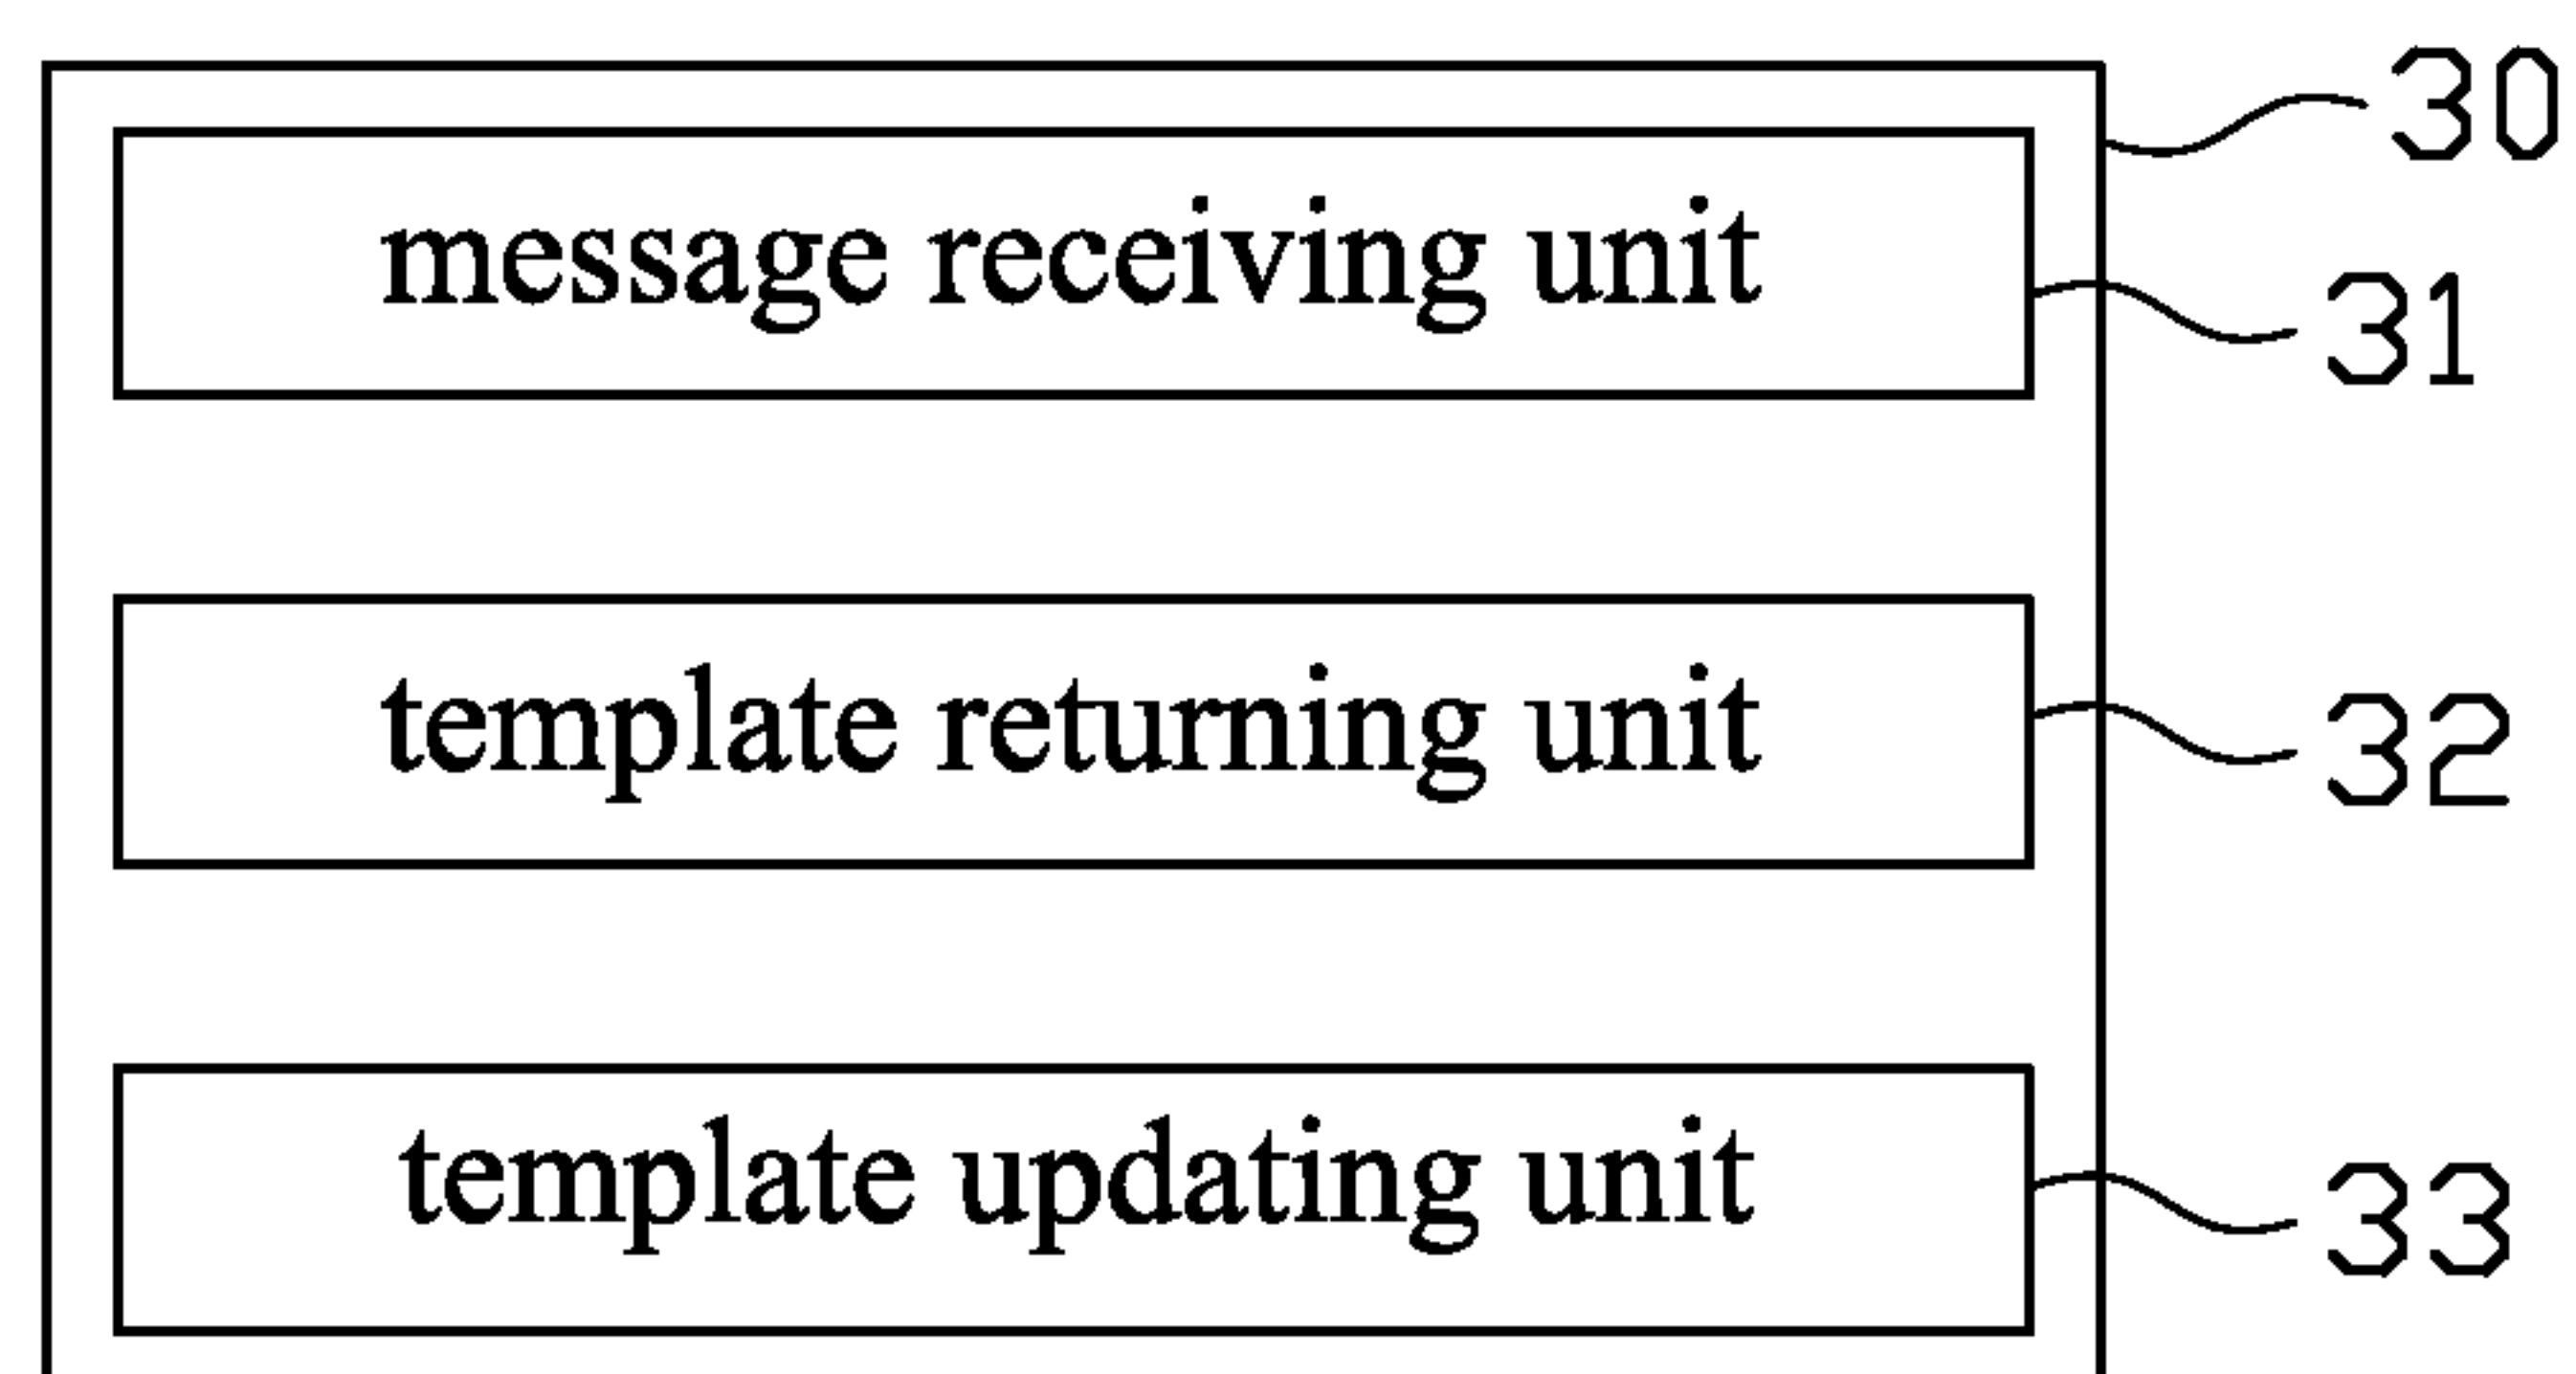 30
message receiving unit
31
template returning unit
32
template updating unit
33